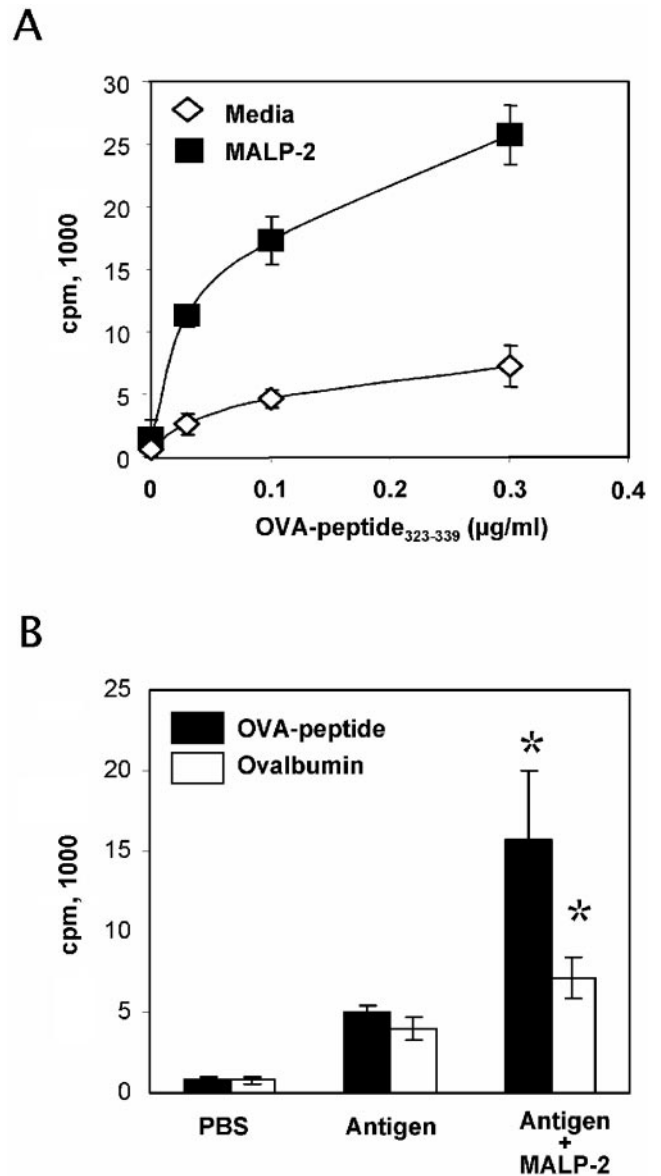 A
30
Media
MALP-2
25
20
15
10
5
0
cpm, 1000
0 0.1 0.2 0.3 0.4
OVA-peptide323-339 (µg/ml)
B
25
OVA-peptide
Ovalbumin
20
*
15
*
10
5
0
cpm, 1000
PBS Antigen Antigen
+
MALP-2